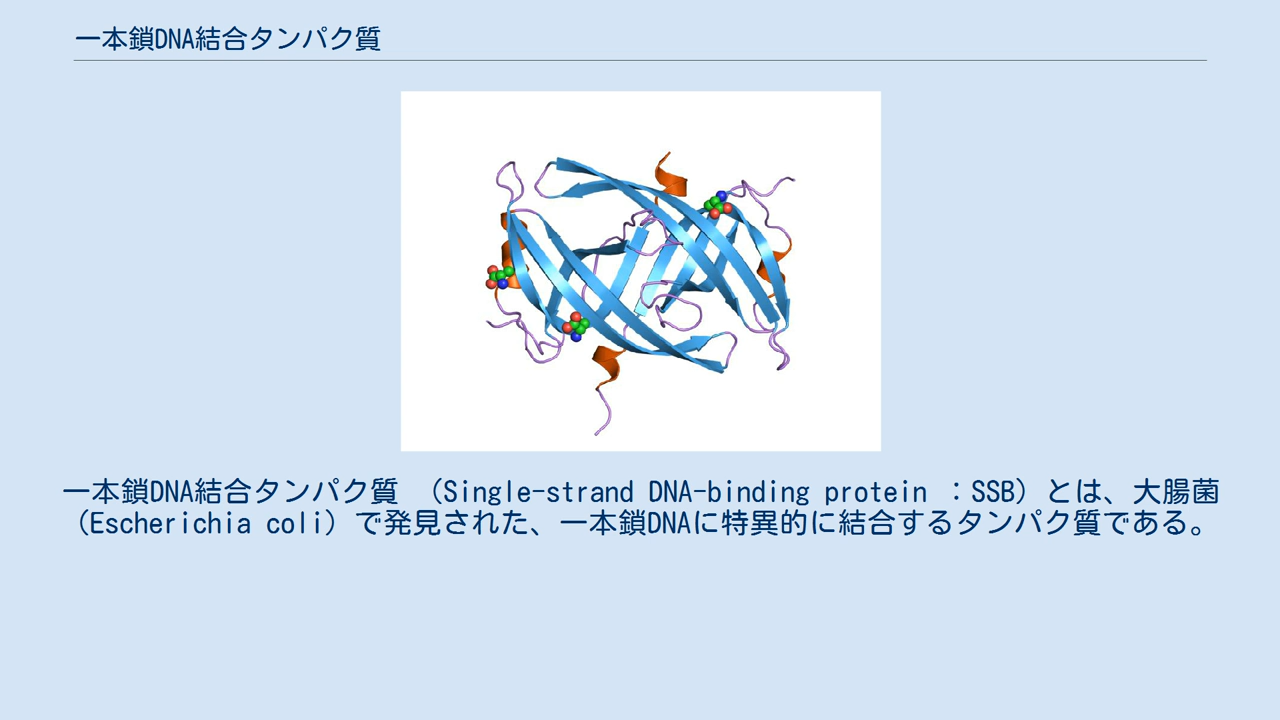 一本鎖DNA結合タンパク質
一本鎖DNA結合タンパク質 （Single-strand DNA-binding protein ：SSB）とは、大腸菌
（Escherichia coli）で発見された、一本鎖DNAに特異的に結合するタンパク質である。